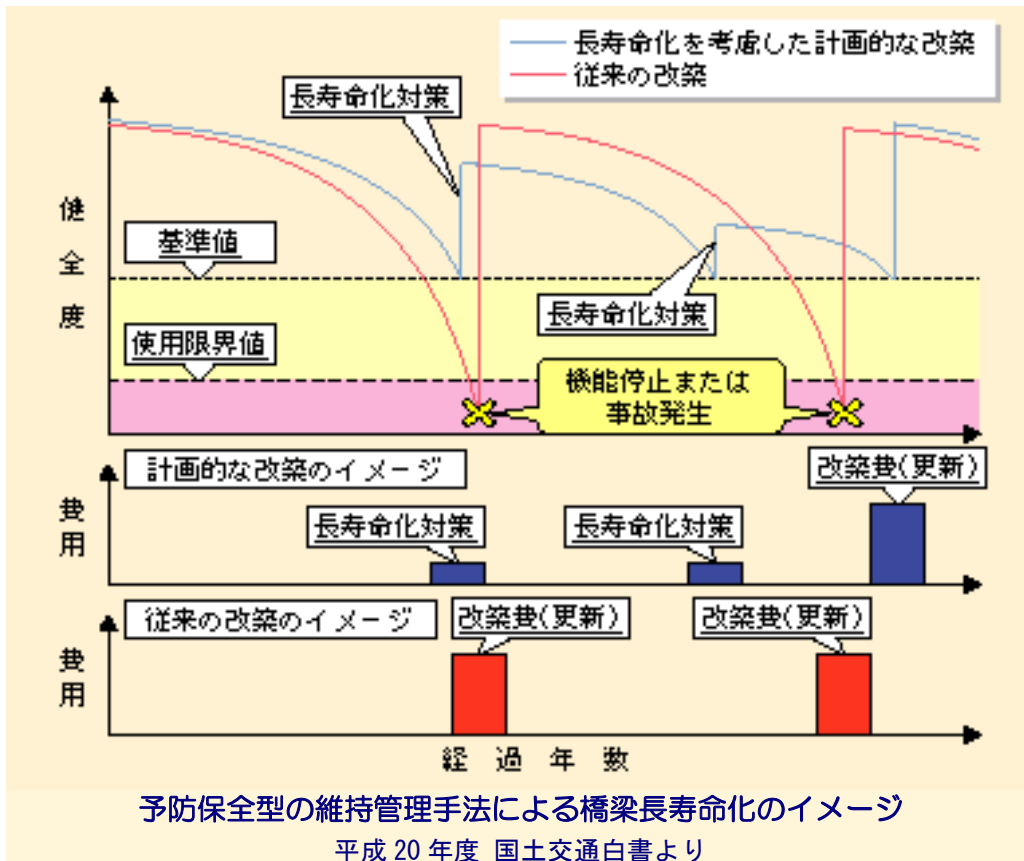 長寿命化を考慮した計画的な改築
従来の改築
長寿命化対策
健全度
基準値
長寿命化対策
使用限界値
機能停止または
事故発生
計画的な改築のイメージ
改築費(更新)
費用
長寿命化対策
長寿命化対策
従来の改築のイメージ
改築費(更新)
改築費(更新)
費用
経過年数
予防保全型の維持管理手法による橋梁長寿命化のイメージ
平成20年度 国土交通白書より